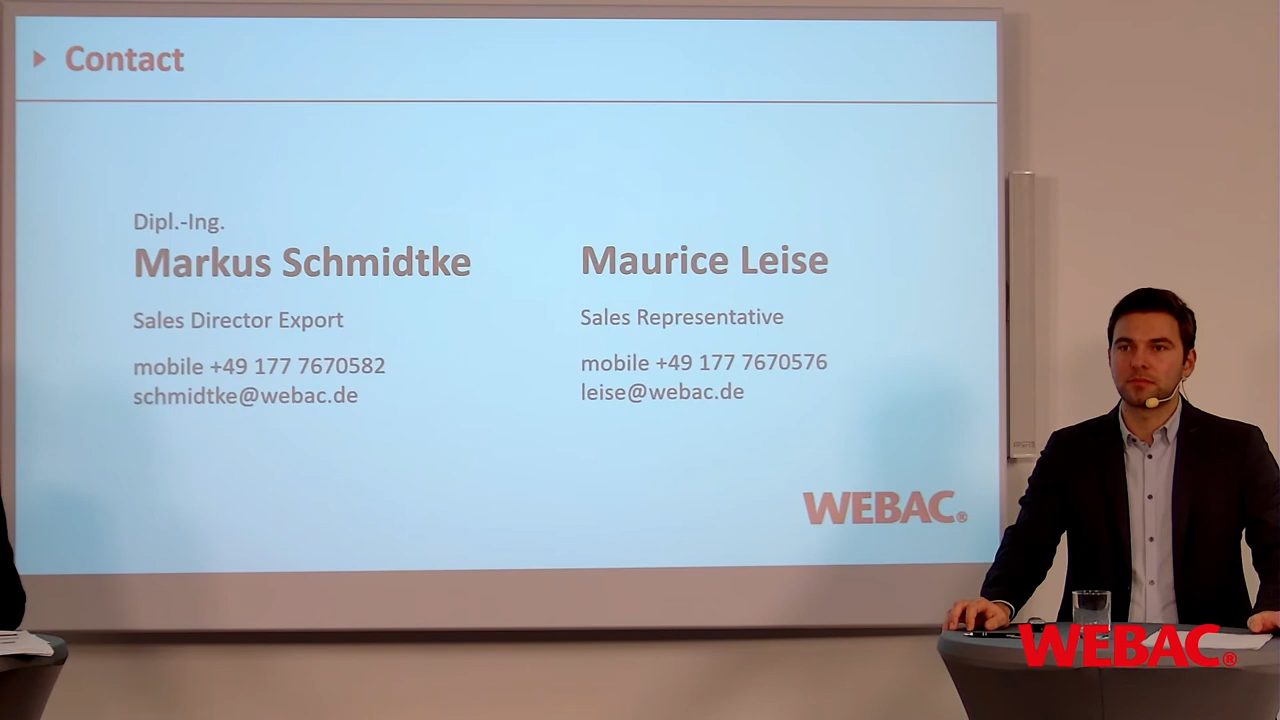 Contact
Dipl.-Ing.
Markus Schmidtke
Sales Director Export
mobile +49 177 7670582
schmidtke@webac.de
Maurice Leise
Sales Representative
mobile +49 177 7670576
leise@webac.de
WEBAC®
WEBAC®